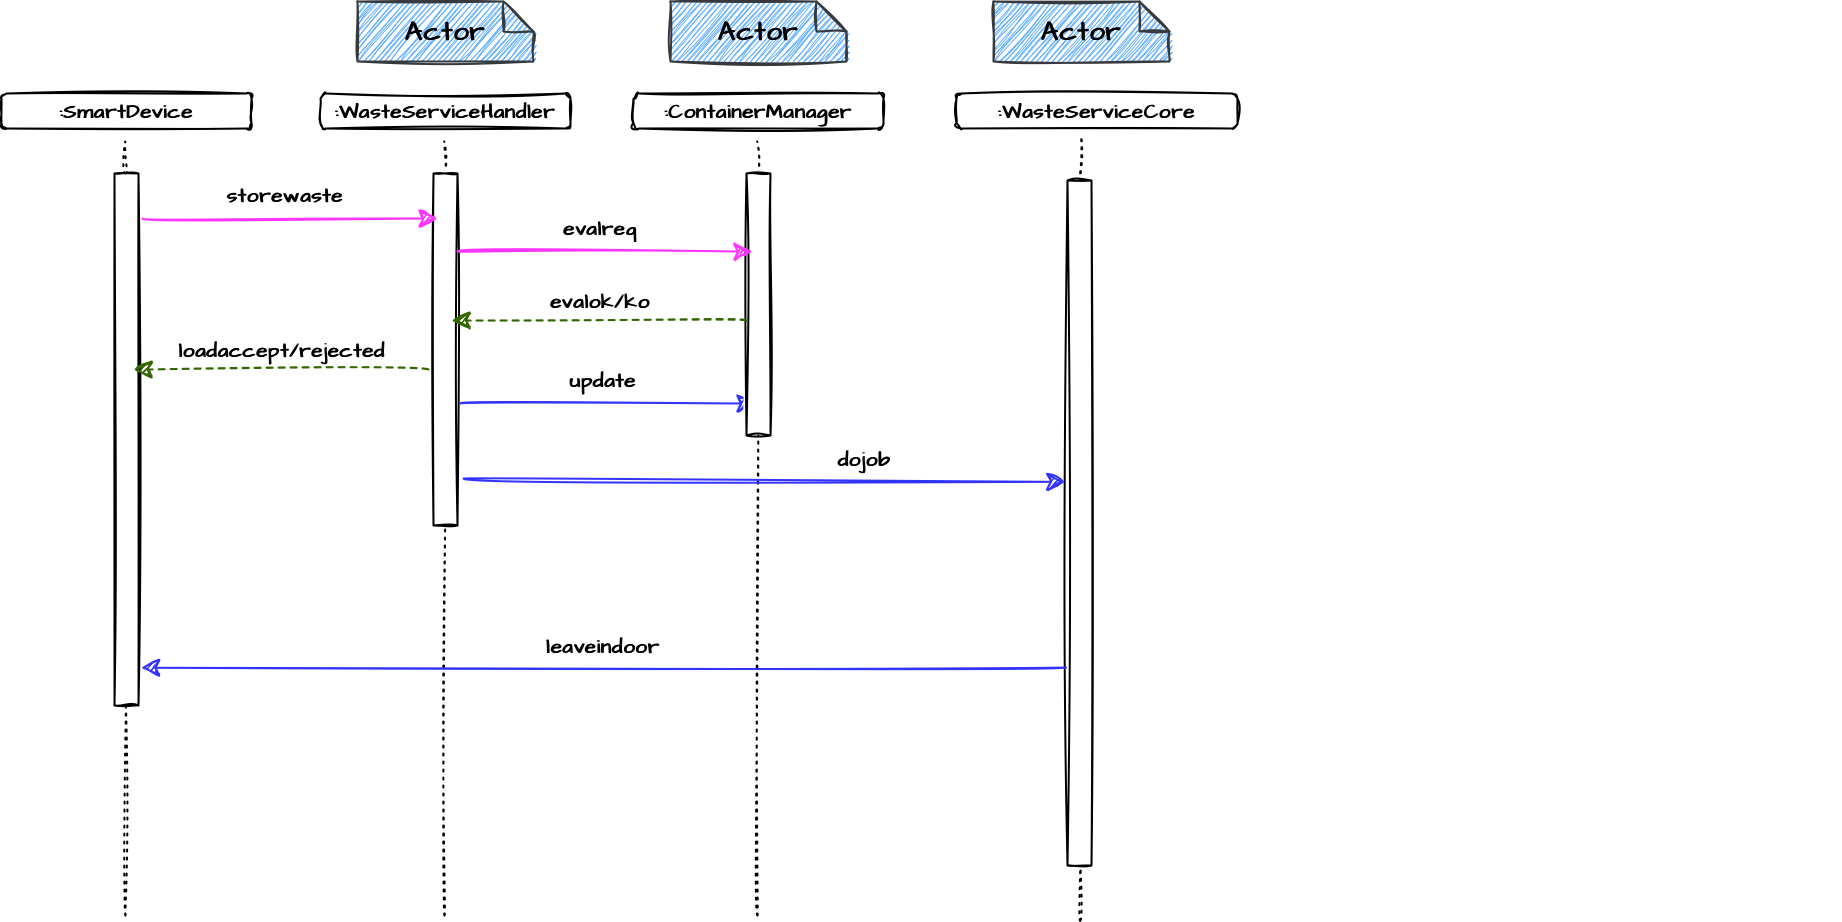 Actor
Actor
Actor
:SmartDevice
:WasteServiceHandler
:ContainerManager
:WasteServiceCore
storewaste
evalreq
evalok/ko
loadaccept/rejected
update
dojob
leaveindoor